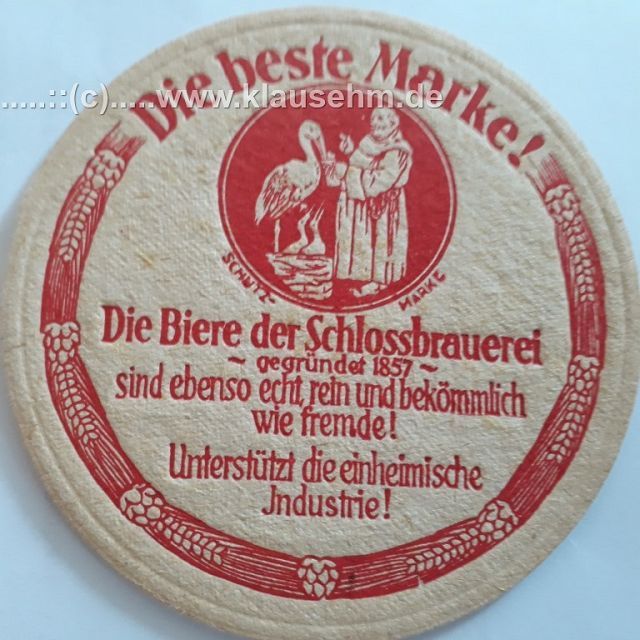 Die beste Marke!
.....::(c).....www.klausehm.de
SCHUTZ-MARKE
Die Biere der Schlossbrauerei
~ gegründet 1857 ~
sind ebenso echt, rein und bekömmlich
wie fremde!
Unterstützt die einheimische
Jndustrie!